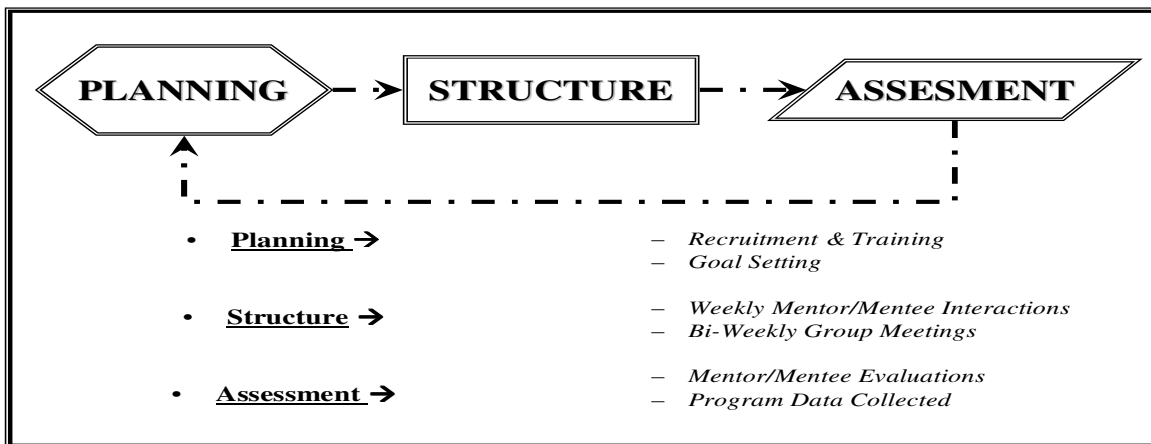 PLANNING STRUCTURE ASSESMENT
• Planning → – Recruitment & Training
– Goal Setting
• Structure → – Weekly Mentor/Mentee Interactions
– Bi-Weekly Group Meetings
• Assessment → – Mentor/Mentee Evaluations
– Program Data Collected